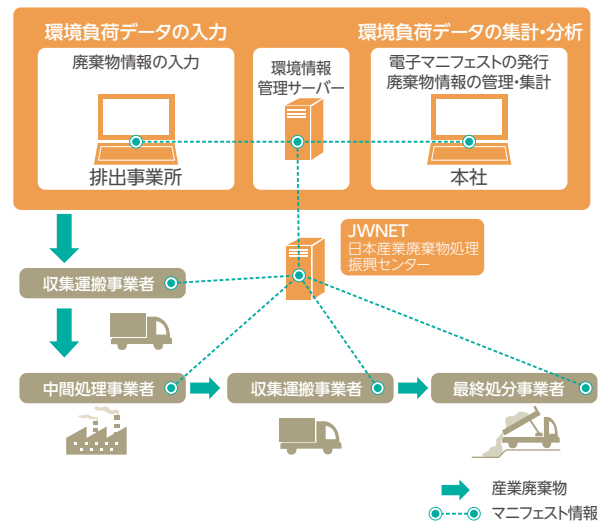 環境負荷データの入力
環境負荷データの集計・分析
廃棄物情報の入力
排出事業所
環境情報
管理サーバー
電子マニフェストの発行
廃棄物情報の管理・集計
本社
JWNET
日本産業廃棄物処理
振興センター
収集運搬事業者
中間処理事業者
収集運搬事業者
最終処分事業者
産業廃棄物
マニフェスト情報